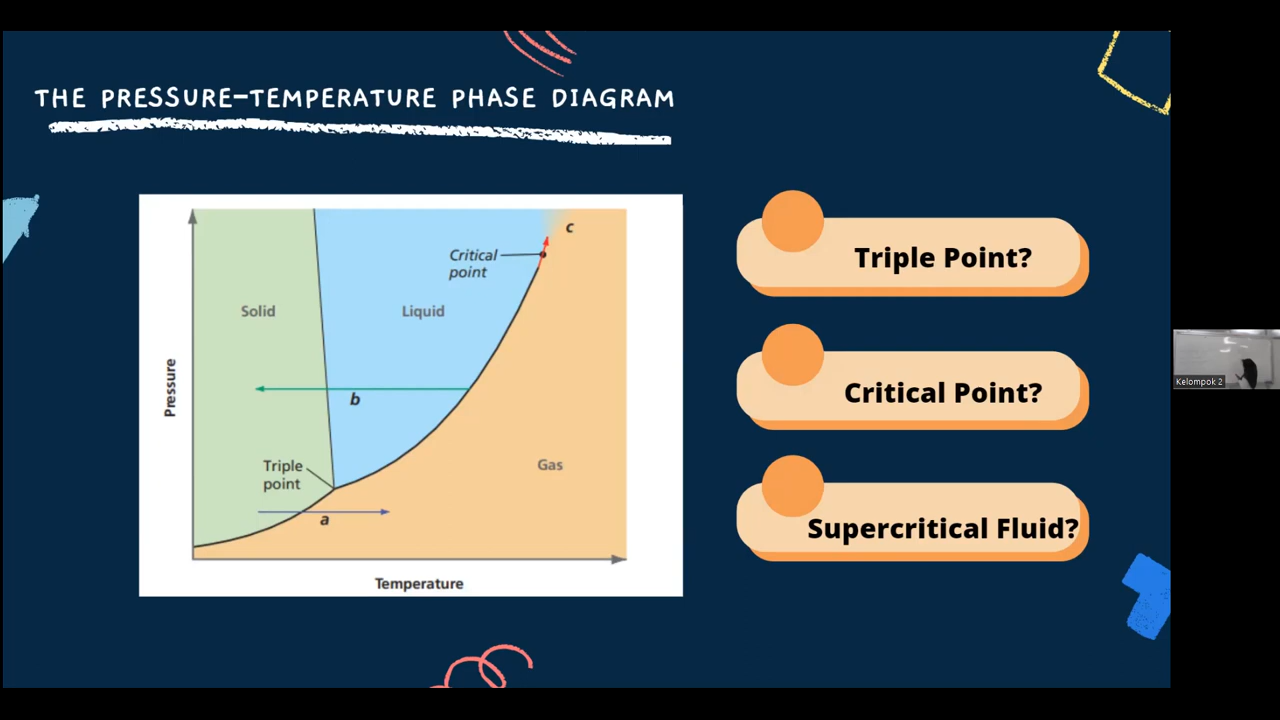 THE PRESSURE-TEMPERATURE PHASE DIAGRAM
c
Critical
point
Solid
Liquid
Pressure
b
Triple
point
Gas
a
Temperature
Triple Point?
Critical Point?
Supercritical Fluid?
Kelompok 2